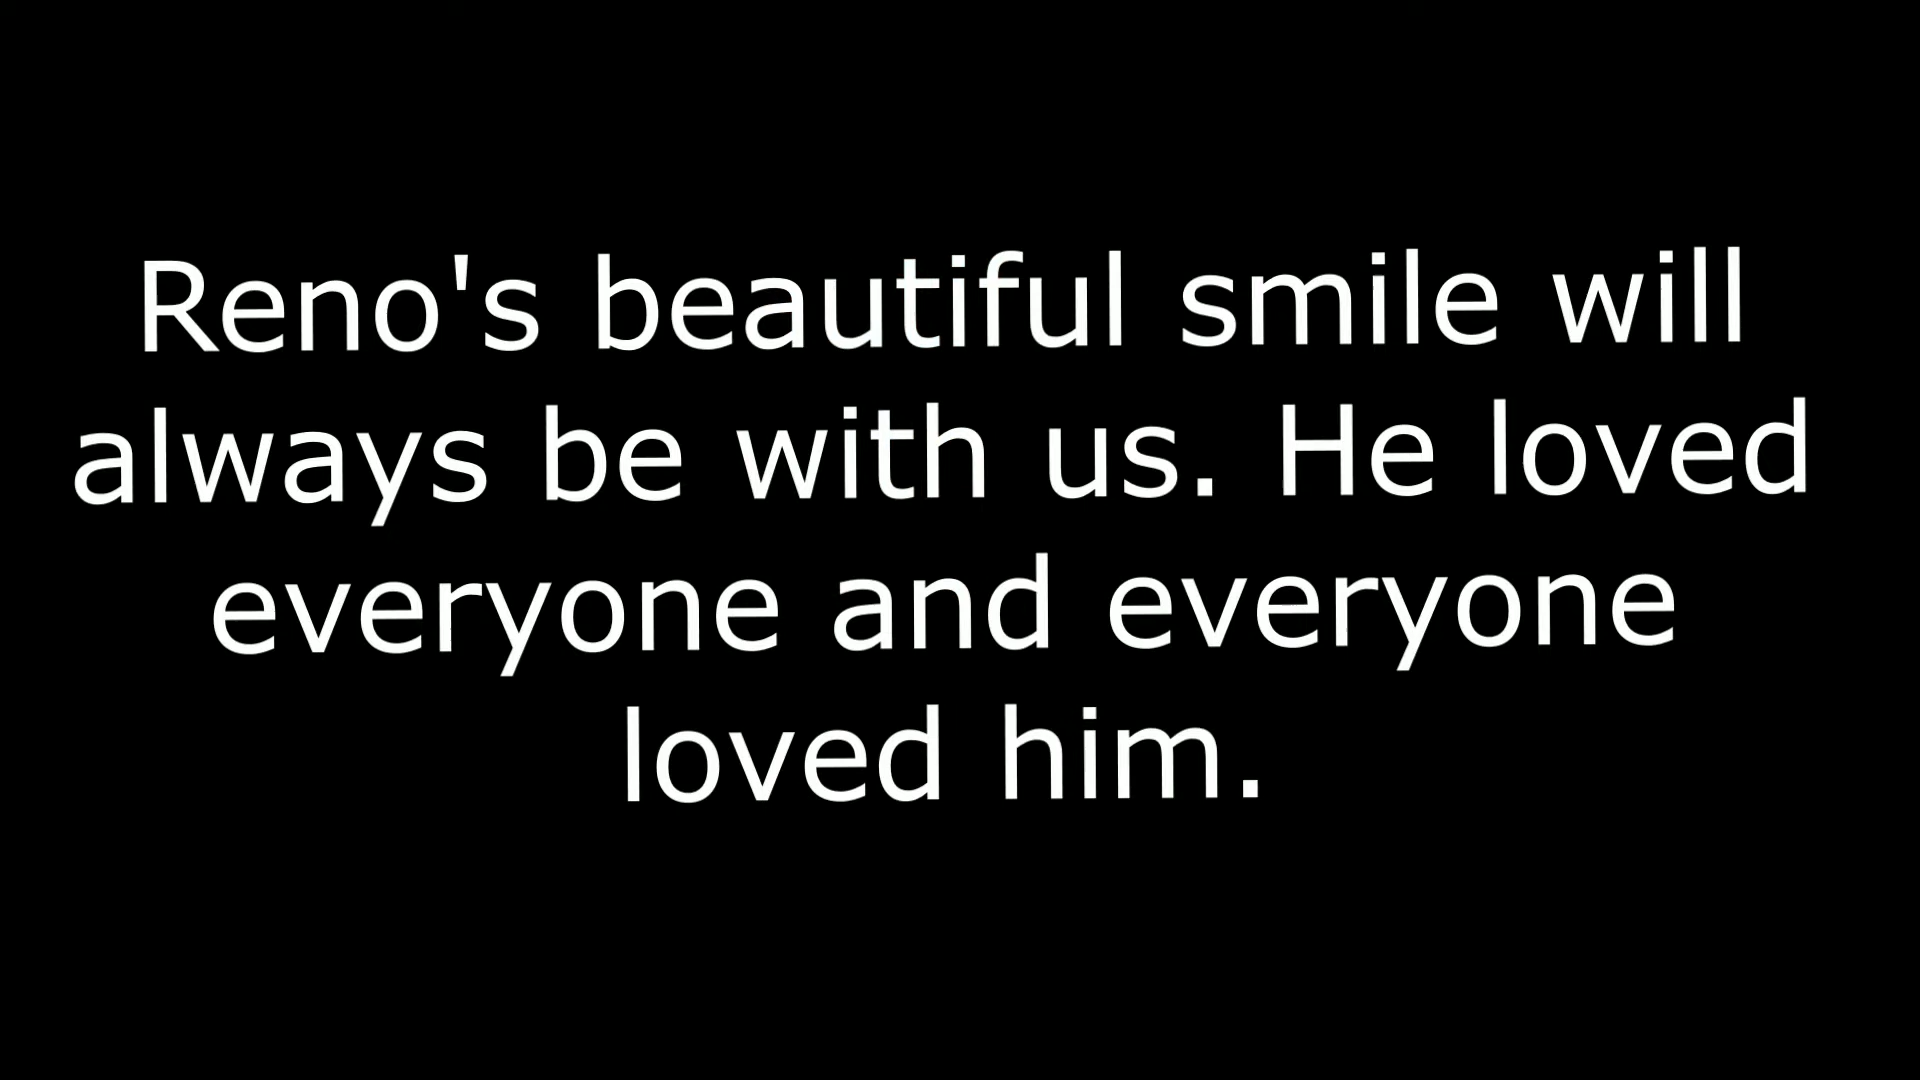 Reno's beautiful smile will
always be with us. He loved
everyone and everyone
loved him.